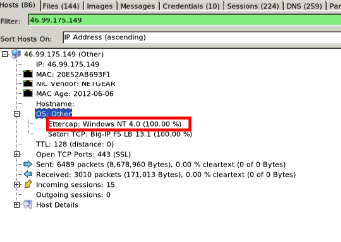 Hosts (86) Files (144) Images Messages Credentials (10) Sessions (224) DNS (259) Par
Filter: 46.99.175.149
Sort Hosts On: IP Address (ascending)
46.99.175.149 (Other)
IP: 46.99.175.149
MAC: 20E52AB693F1
NIC Vendor: NETGEAR
MAC Age: 2012-06-06
Hostname:
OS: Other
Ettercap: Windows NT 4.0 (100.00 %)
Satori TCP: Big-IP F5 LB 13.1 (100.00 %)
TTL: 128 (distance: 0)
Open TCP Ports: 443 (SSL)
Sent: 6489 packets (8,678,960 Bytes), 0.00 % cleartext (0 of 0 Bytes)
Received: 3010 packets (171,013 Bytes), 0.00 % cleartext (0 of 0 Bytes)
Incoming sessions: 15
Outgoing sessions: 0
Host Details